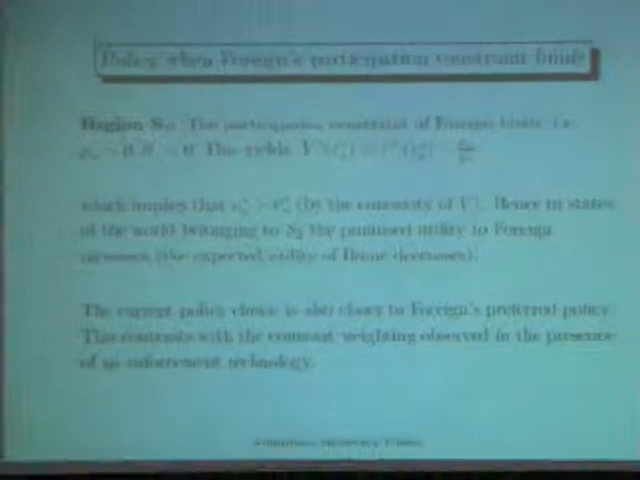 Policy when Foreign's participation constraint binds
Region S₂: The participation constraint of Foreign binds, i.e.
The yields
which implies that (by the concavity of V). Hence in states
of the world belonging to S₂ the promised utility to Foreign
increases (the expected utility of Home decreases).
The current policy choice is also closer to Foreign's preferred policy.
This contrasts with the constant weighting observed in the presence
of an enforcement technology.